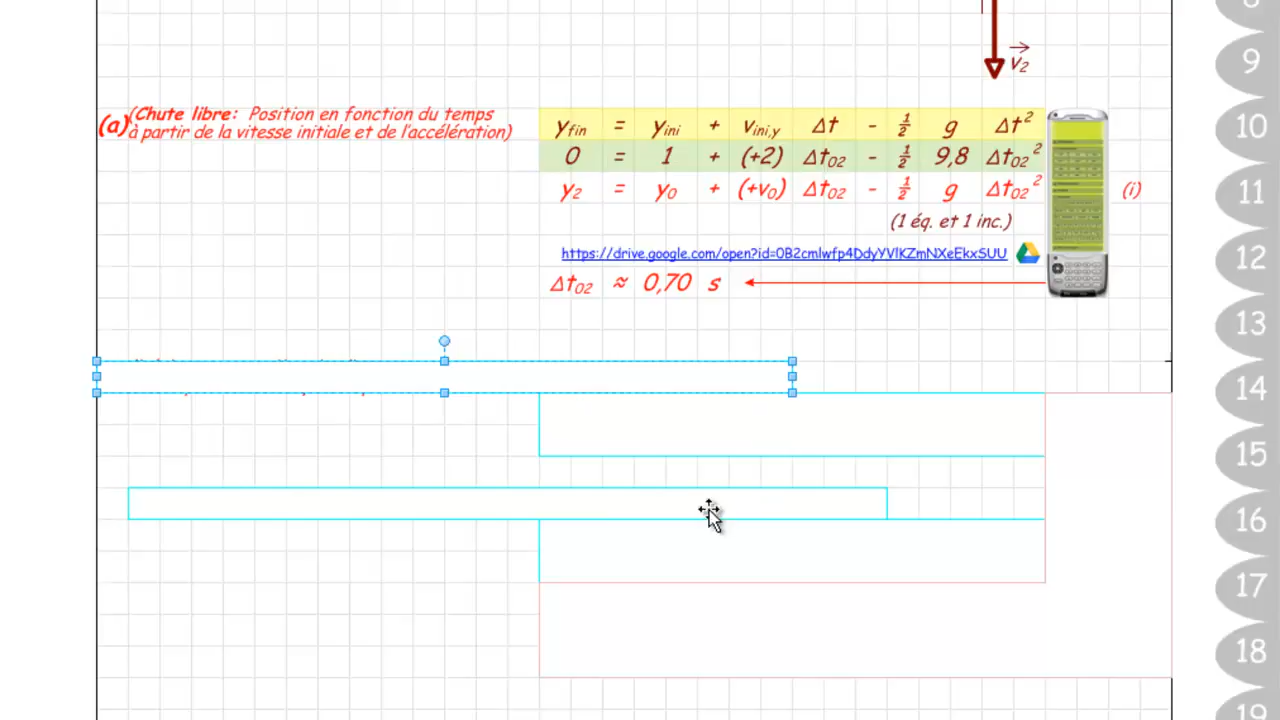 v₂
(a) (Chute libre: Position en fonction du temps
à partir de la vitesse initiale et de l'accélération)
y_fin = y_ini + v_ini,y Δt - ½ g Δt²
0 = 1 + (+2) Δt₀₂ - ½ 9,8 Δt₀₂²
y₂ = y₀ + (+v₀) Δt₀₂ - ½ g Δt₀₂² (i)
(1 éq. et 1 inc.)
https://drive.google.com/open?id=0B2cmlwfp4DdyYVlKZmNXeEkxSUU
Δt₀₂ ≈ 0,70 s
9
10
11
12
13
14
15
16
17
18